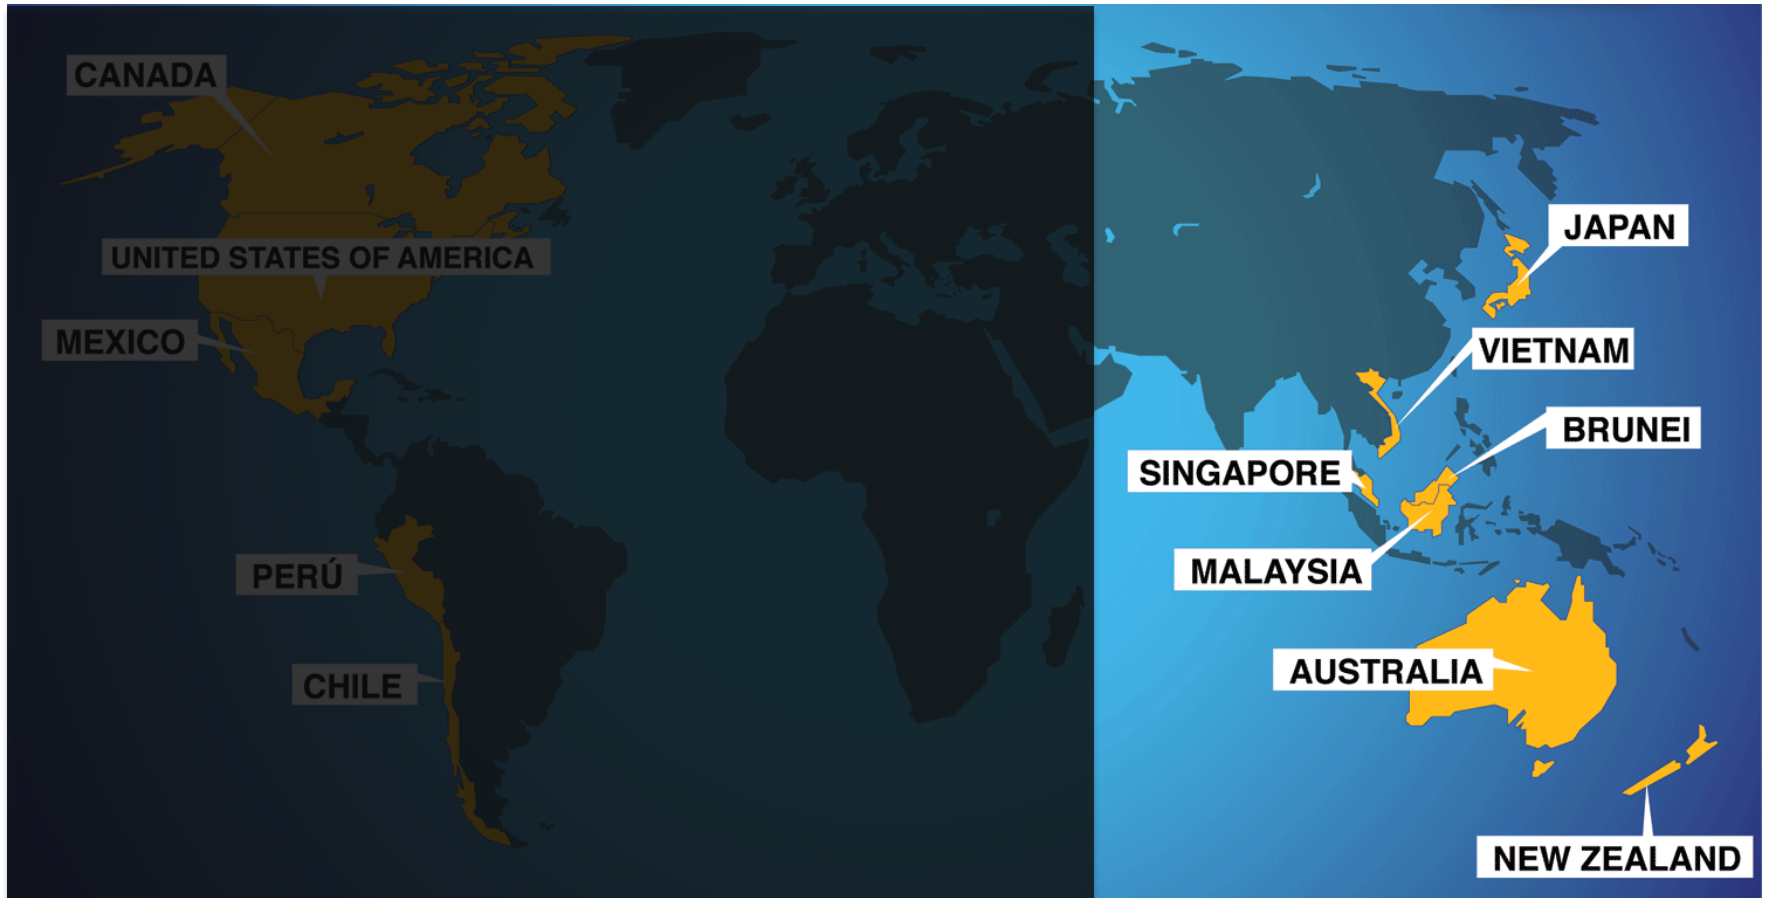 CANADA
UNITED STATES OF AMERICA
MEXICO
PERÚ
CHILE
JAPAN
VIETNAM
BRUNEI
SINGAPORE
MALAYSIA
AUSTRALIA
NEW ZEALAND